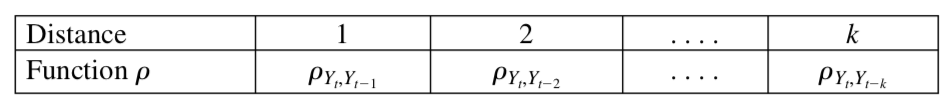 Distance 1 2 . . . . k
Function ρ ρ_{Y_t,Y_{t−1}} ρ_{Y_t,Y_{t−2}} . . . . ρ_{Y_t,Y_{t−k}}